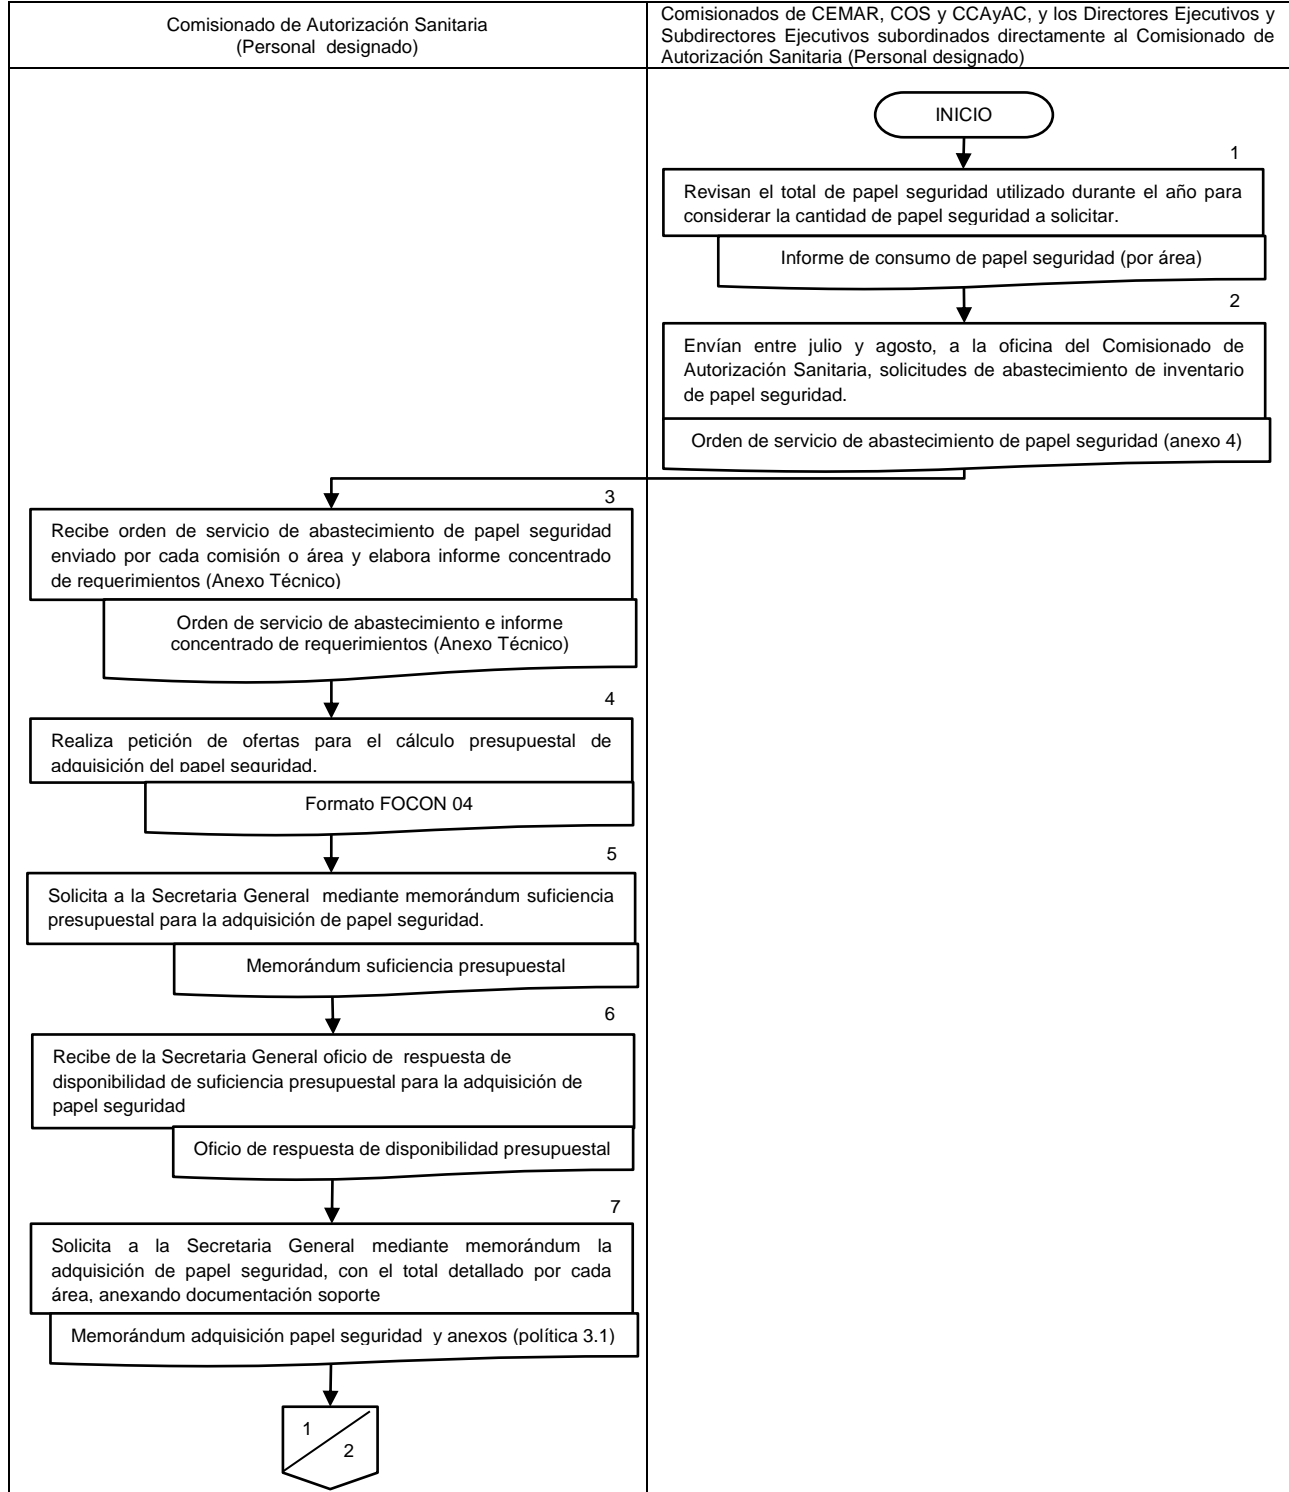 Comisionado de Autorización Sanitaria
(Personal designado)
Comisionados de CEMAR, COS y CCAyAC, y los Directores Ejecutivos y
Subdirectores Ejecutivos subordinados directamente al Comisionado de
Autorización Sanitaria (Personal designado)
INICIO
1
Revisan el total de papel seguridad utilizado durante el año para
considerar la cantidad de papel seguridad a solicitar.
Informe de consumo de papel seguridad (por área)
2
Envían entre julio y agosto, a la oficina del Comisionado de
Autorización Sanitaria, solicitudes de abastecimiento de inventario
de papel seguridad.
Orden de servicio de abastecimiento de papel seguridad (anexo 4)
3
Recibe orden de servicio de abastecimiento de papel seguridad
enviado por cada comisión o área y elabora informe concentrado
de requerimientos (Anexo Técnico)
Orden de servicio de abastecimiento e informe
concentrado de requerimientos (Anexo Técnico)
4
Realiza petición de ofertas para el cálculo presupuestal de
adquisición del papel seguridad.
Formato FOCON 04
5
Solicita a la Secretaria General mediante memorándum suficiencia
presupuestal para la adquisición de papel seguridad.
Memorándum suficiencia presupuestal
6
Recibe de la Secretaria General oficio de respuesta de
disponibilidad de suficiencia presupuestal para la adquisición de
papel seguridad
Oficio de respuesta de disponibilidad presupuestal
7
Solicita a la Secretaria General mediante memorándum la
adquisición de papel seguridad, con el total detallado por cada
área, anexando documentación soporte
Memorándum adquisición papel seguridad y anexos (política 3.1)
1
2